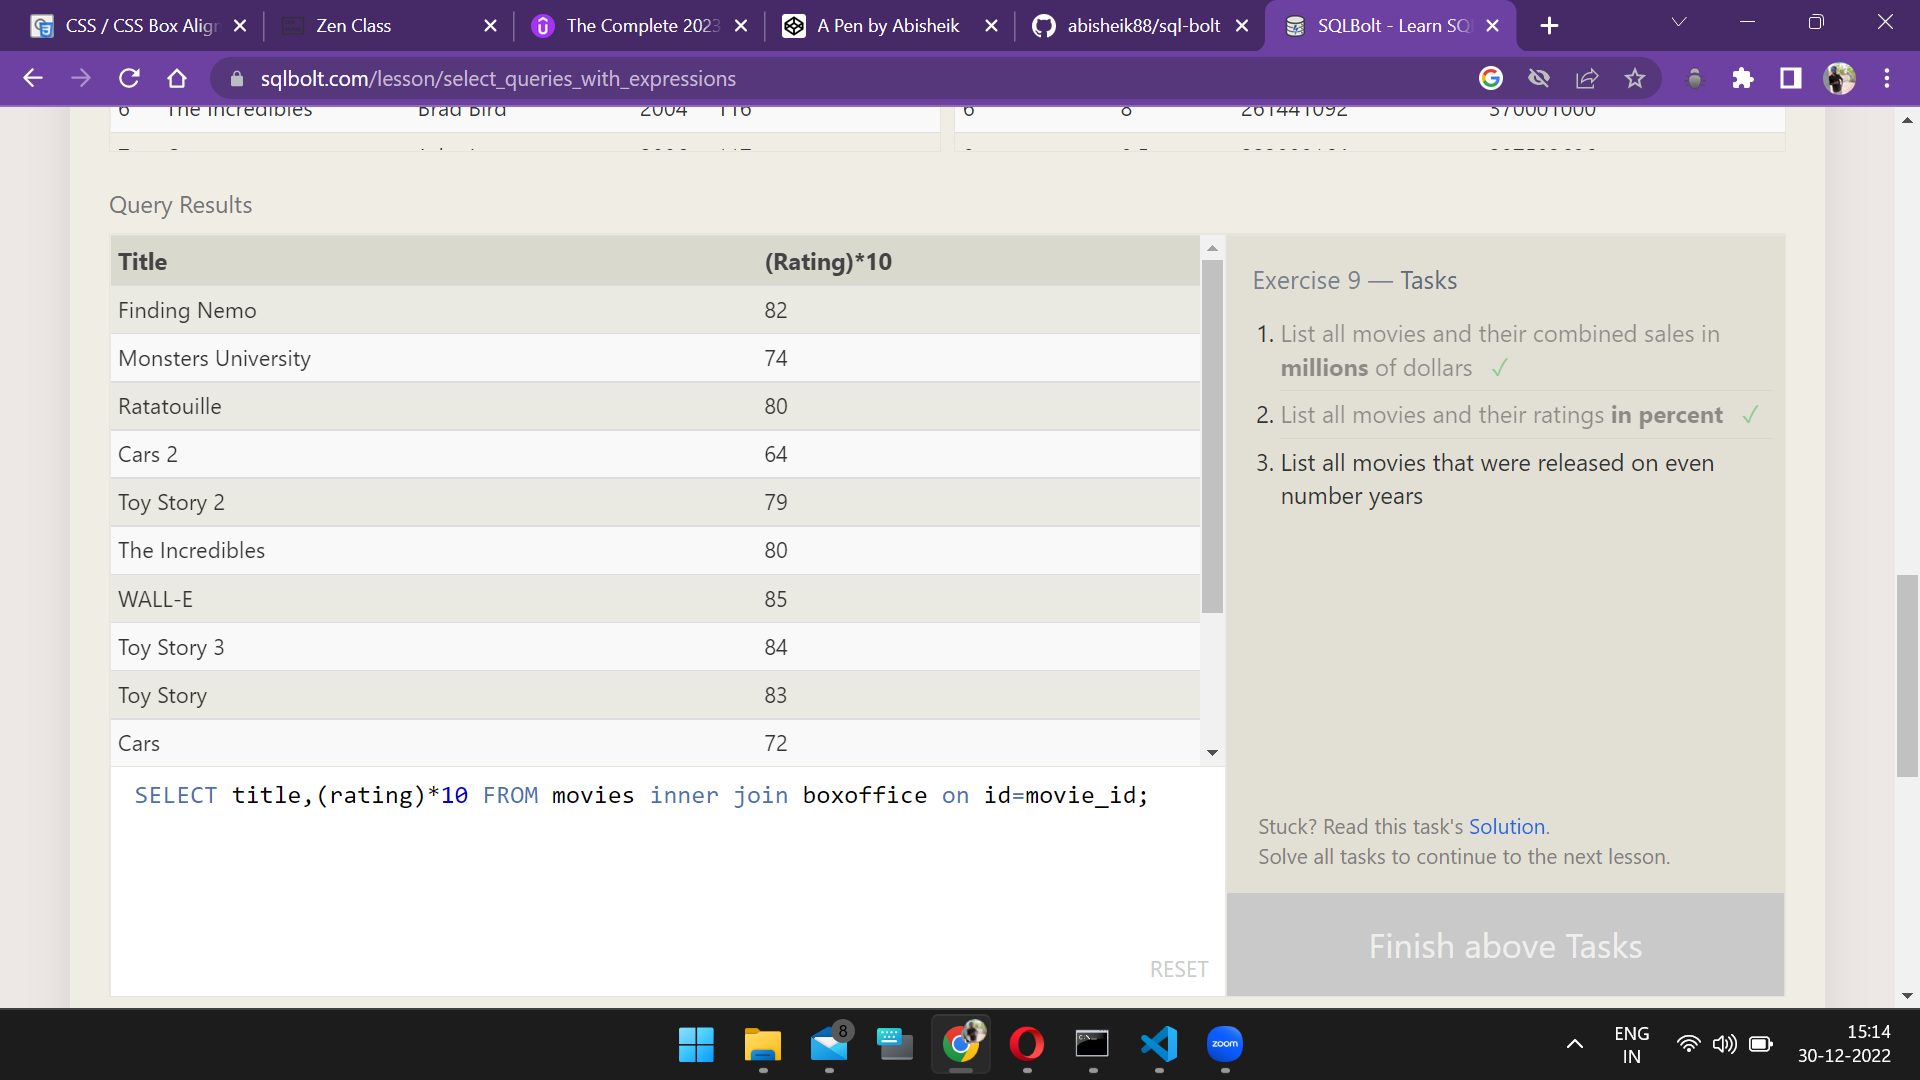 CSS / CSS Box Align
Zen Class
The Complete 2023
A Pen by Abisheik
abisheik88/sql-bolt
SQLBolt - Learn SQL
sqlbolt.com/lesson/select_queries_with_expressions
6 The Incredibles Brad Bird 2004 116
6 8 261441092 370001000
Query Results
Title (Rating)*10
Finding Nemo 82
Monsters University 74
Ratatouille 80
Cars 2 64
Toy Story 2 79
The Incredibles 80
WALL-E 85
Toy Story 3 84
Toy Story 83
Cars 72
SELECT title,(rating)*10 FROM movies inner join boxoffice on id=movie_id;
RESET
Exercise 9 — Tasks
1. List all movies and their combined sales in
millions of dollars ✓
2. List all movies and their ratings in percent ✓
3. List all movies that were released on even
number years
Stuck? Read this task's Solution.
Solve all tasks to continue to the next lesson.
Finish above Tasks
8
zoom
ENG
IN
15:14
30-12-2022